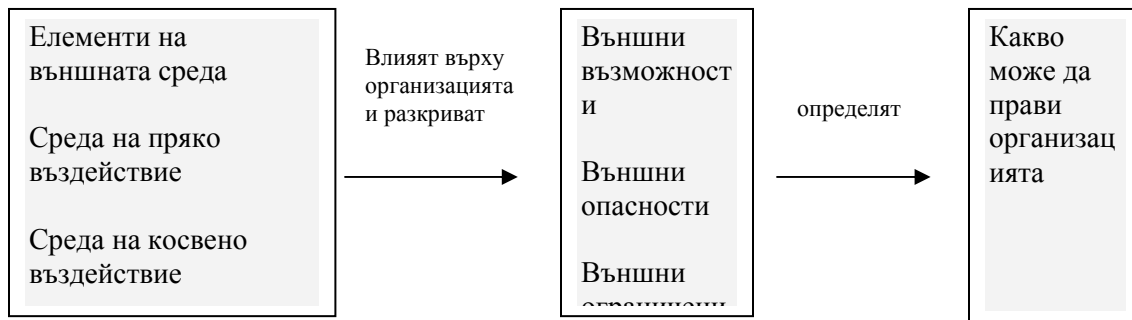 Елементи на
външната среда
Среда на пряко
въздействие
Среда на косвено
въздействие
Влияят върху
организацията
и разкриват
Външни
възможност
и
Външни
опасности
Външни
определят
Какво
може да
прави
организац
ията